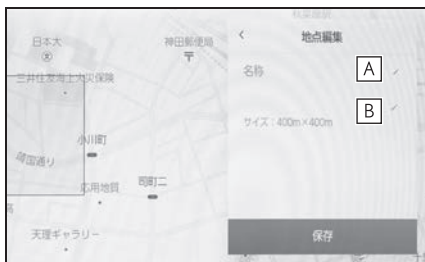 日本大
神田郵便局
三井住友海上火災保険
小川町
靖国通り
応用地質
司町二
天理ギャラリー
地点編集
名称
A
B
サイズ：400m×400m
保存